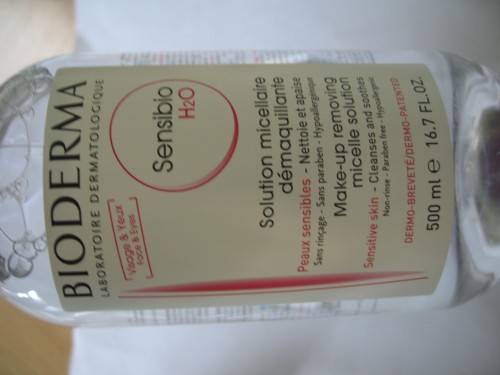 BIODERMA
LABORATOIRE DERMATOLOGIQUE
Visage & Yeux
Face & Eyes
Sensibio
H2O
Solution micellaire
démaquillante
Peaux sensibles - Nettoie et apaise
Sans rinçage - Sans paraben - Hypoallergénique
Make-up removing
micelle solution
Sensitive skin - Cleanses and soothes
Non-rinse - Paraben free - Hypoallergenic
DERMO-BREVETÉ/DERMO-PATENTED
500 ml e 16.7 FL.OZ.